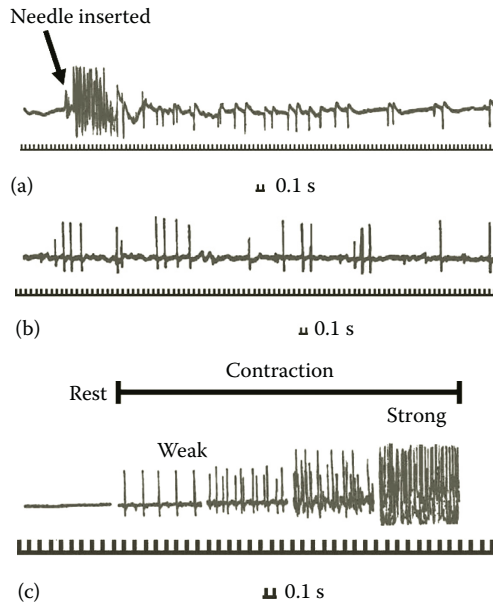 Needle inserted
(a)
0.1 s
(b)
0.1 s
Contraction
Rest
Strong
Weak
(c)
0.1 s